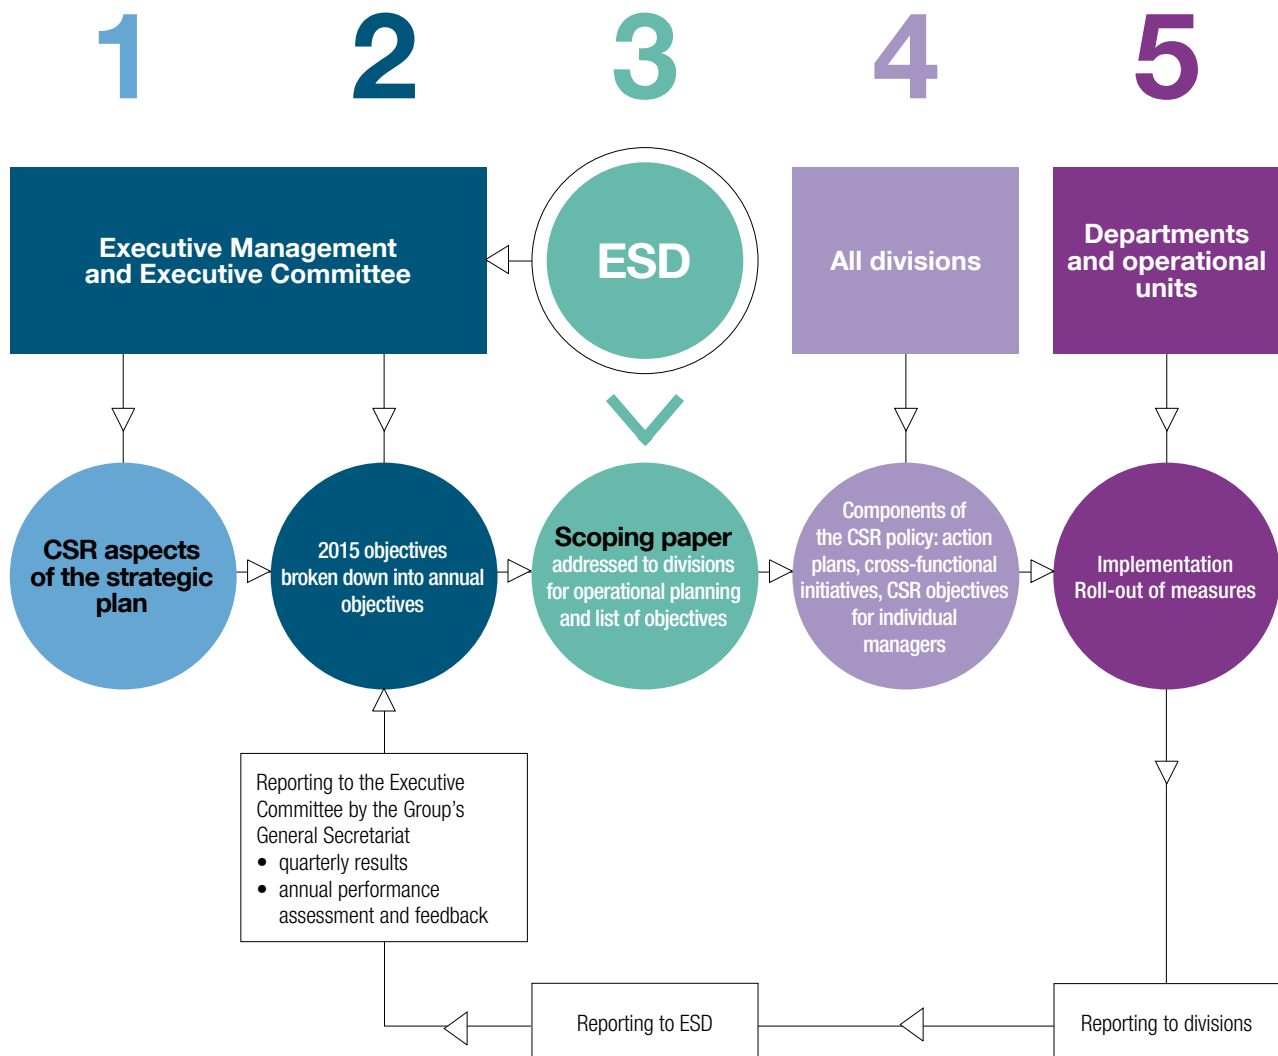 1
2
3
4
5
Executive Management
and Executive Committee
ESD
All divisions
Departments
and operational
units
CSR aspects
of the strategic
plan
2015 objectives
broken down into annual
objectives
Scoping paper
addressed to divisions
for operational planning
and list of objectives
Components of
the CSR policy: action
plans, cross-functional
initiatives, CSR objectives
for individual
managers
Implementation
Roll-out of measures
Reporting to the Executive
Committee by the Group's
General Secretariat
• quarterly results
• annual performance
assessment and feedback
Reporting to ESD
Reporting to divisions